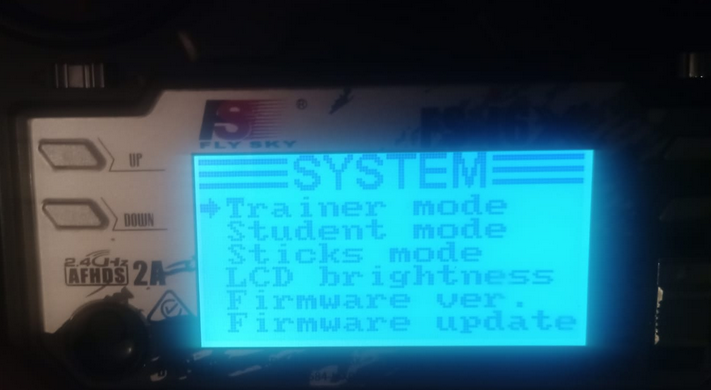 FS
®
FLY SKY
UP
DOWN
2.4GHz
AFHDS 2A
SYSTEM
Trainer mode
Student mode
Sticks mode
LCD brightness
Firmware ver.
Firmware update